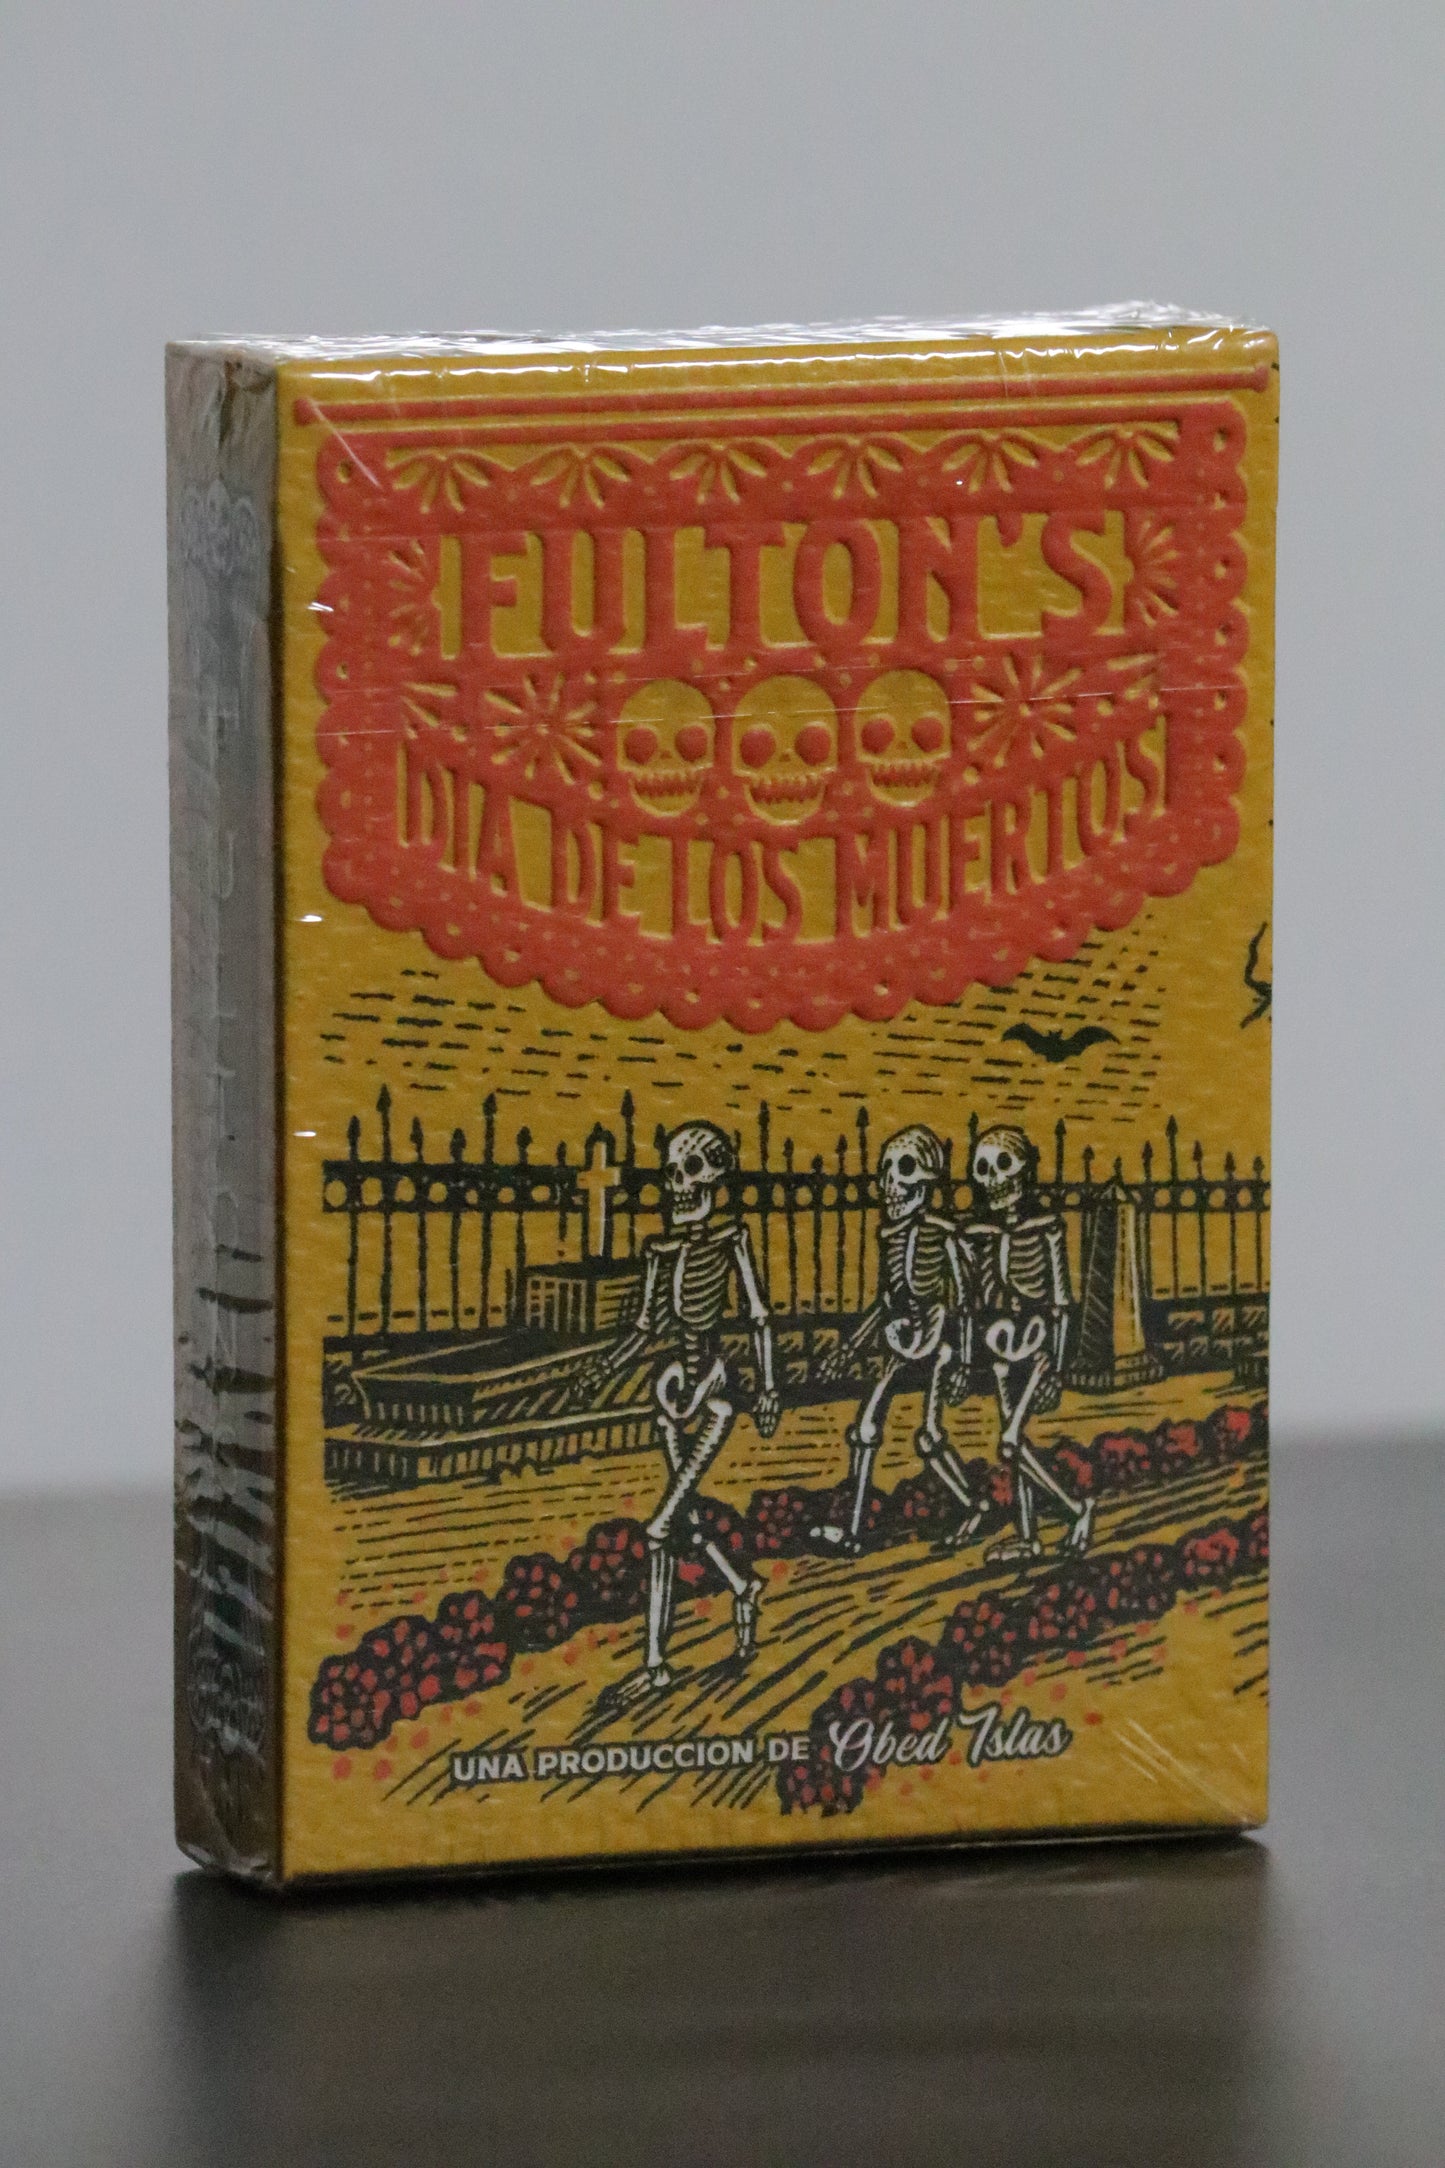 FULTON'S
DIA DE LOS MUERTOS
UNA PRODUCCION DE Obed Islas